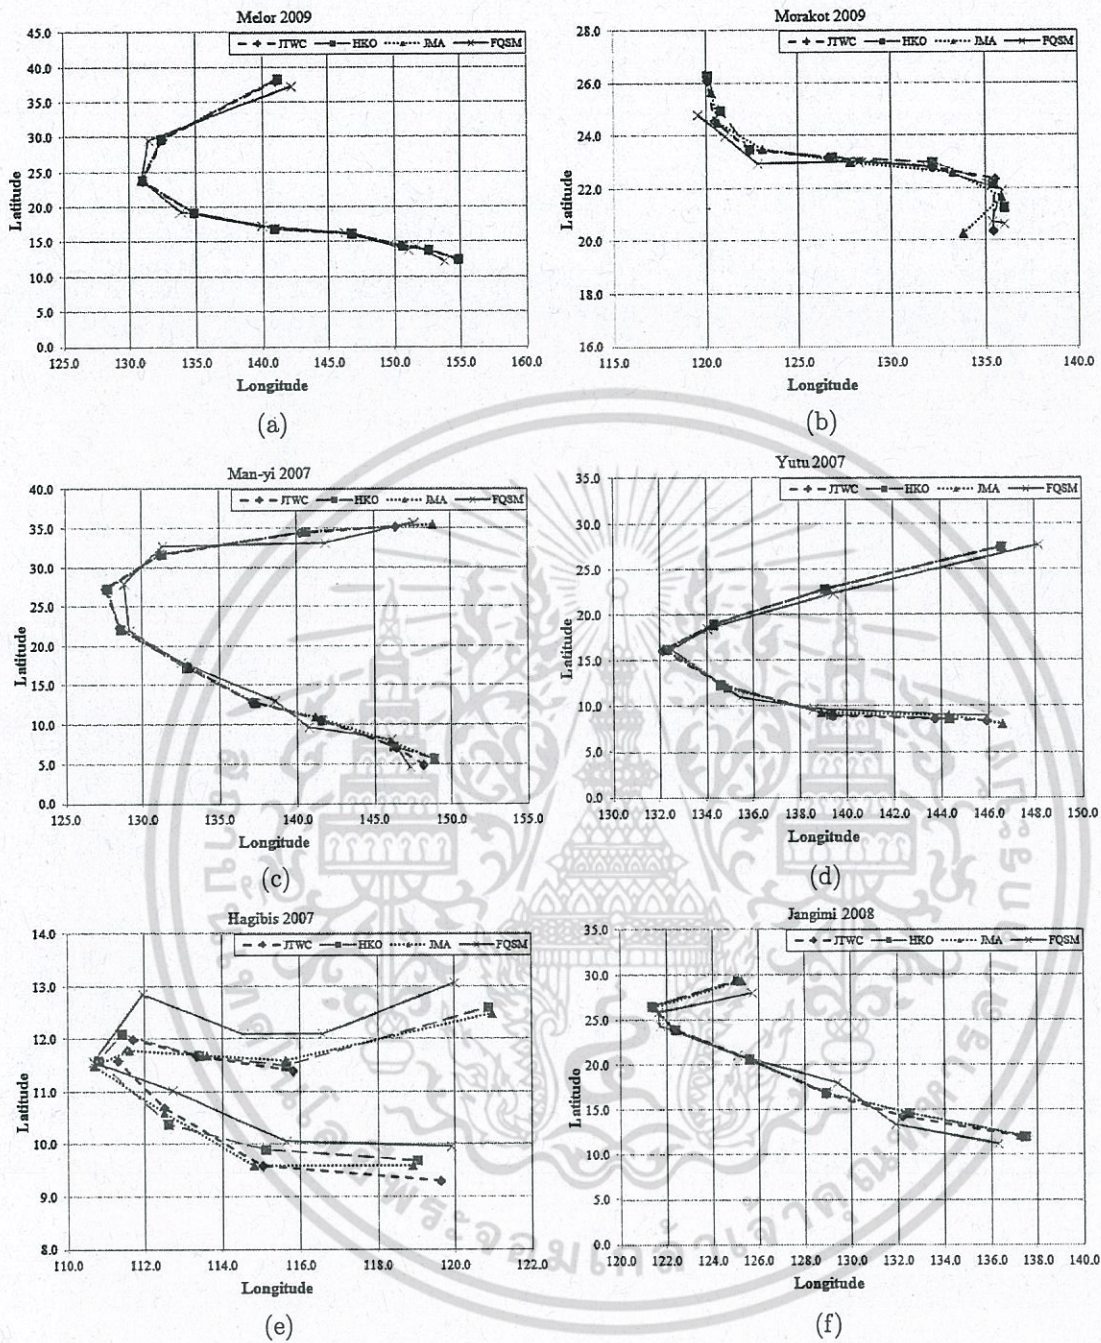 Melor 2009
JTWC HKO JMA FQSM
45.0
40.0
35.0
30.0
25.0
20.0
15.0
10.0
5.0
0.0
Latitude
125.0 130.0 135.0 140.0 145.0 150.0 155.0 160.0
Longitude
(a)
Morakot 2009
JTWC HKO JMA FQSM
28.0
26.0
24.0
22.0
20.0
18.0
16.0
Latitude
115.0 120.0 125.0 130.0 135.0 140.0
Longitude
(b)
Man-yi 2007
JTWC HKO JMA FQSM
40.0
35.0
30.0
25.0
20.0
15.0
10.0
5.0
0.0
Latitude
125.0 130.0 135.0 140.0 145.0 150.0 155.0
Longitude
(c)
Yutu 2007
JTWC HKO JMA FQSM
35.0
30.0
25.0
20.0
15.0
10.0
5.0
0.0
Latitude
130.0 132.0 134.0 136.0 138.0 140.0 142.0 144.0 146.0 148.0 150.0
Longitude
(d)
Hagibis 2007
JTWC HKO JMA FQSM
14.0
13.0
12.0
11.0
10.0
9.0
8.0
Latitude
110.0 112.0 114.0 116.0 118.0 120.0 122.0
Longitude
(e)
Jangimi 2008
JTWC HKO JMA FQSM
35.0
30.0
25.0
20.0
15.0
10.0
5.0
0.0
Latitude
120.0 122.0 124.0 126.0 128.0 130.0 132.0 134.0 136.0 138.0 140.0
Longitude
(f)